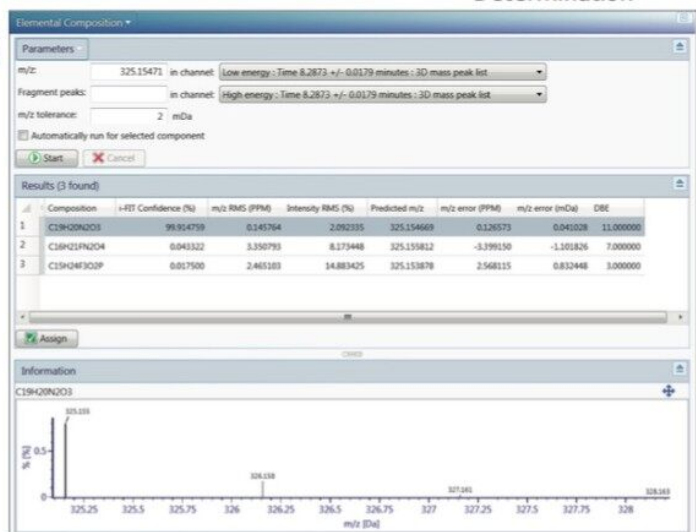 Determination
Elemental Composition
Parameters
m/z: 325.15471 in channel: Low energy : Time 8.2873 +/- 0.0179 minutes : 3D mass peak list
Fragment peaks: in channel: High energy : Time 8.2873 +/- 0.0179 minutes : 3D mass peak list
m/z tolerance: 2 mDa
Automatically run for selected component
Start Cancel
Results (3 found)
Composition i-FIT Confidence (%) m/z RMS (PPM) Intensity RMS (%) Predicted m/z m/z error (PPM) m/z error (mDa) DBE
1 C19H20N2O3 99.914759 0.145764 2.092335 325.154669 0.126573 0.041028 11.000000
2 C16H21FN2O4 0.043322 3.350793 8.173448 325.155812 -3.399150 -1.101826 7.000000
3 C15H24F3O2P 0.017500 2.465103 14.883425 325.153878 2.568115 0.832448 3.000000
Assign
Information
C19H20N2O3
325.155
% [%]
0.5
326.158
327.161
328.163
0
325.25 325.5 325.75 326 326.25 326.5 326.75 327 327.25 327.5 327.75 328
m/z [Da]